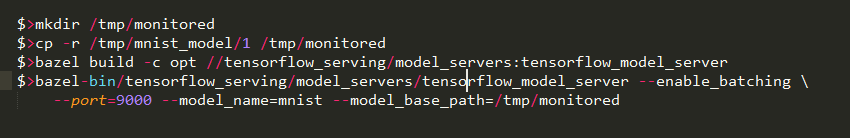 $>mkdir /tmp/monitored
$>cp -r /tmp/mnist_model/1 /tmp/monitored
$>bazel build -c opt //tensorflow_serving/model_servers:tensorflow_model_server
$>bazel-bin/tensorflow_serving/model_servers/tensorflow_model_server --enable_batching \
--port=9000 --model_name=mnist --model_base_path=/tmp/monitored